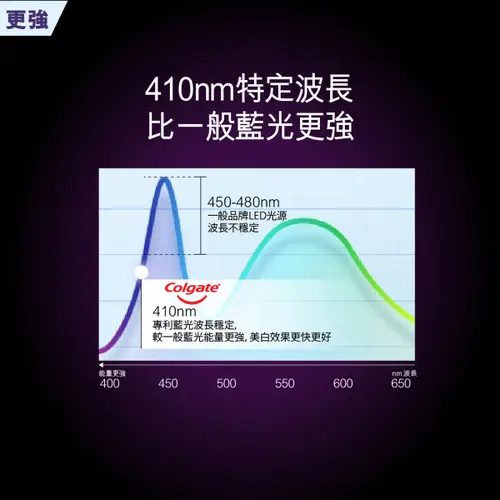 更強
410nm特定波長
比一般藍光更強
450-480nm
一般品牌LED光源
波長不穩定
Colgate
410nm
專利藍光波長穩定,
較一般藍光能量更強, 美白效果更快更好
能量更強 nm 波長
400 450 500 550 600 650